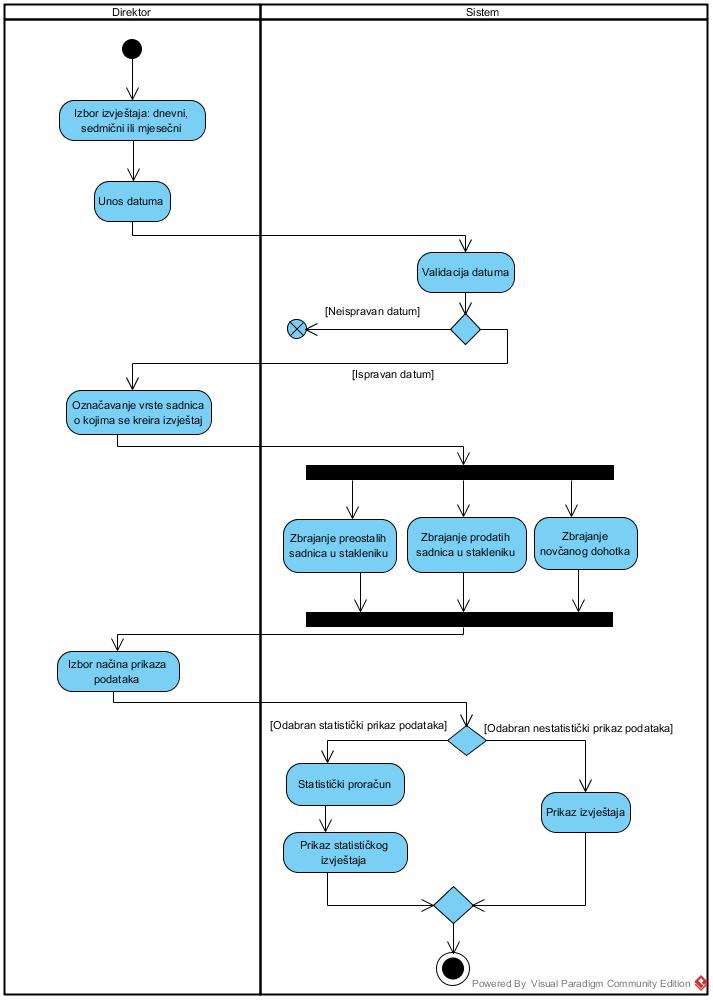 Direktor
Sistem
Izbor izvještaja: dnevni,
sedmični ili mjesečni
Unos datuma
Validacija datuma
[Neispravan datum]
[Ispravan datum]
Označavanje vrste sadnica
o kojima se kreira izvještaj
Zbrajanje preostalih
sadnica u stakleniku
Zbrajanje prodatih
sadnica u stakleniku
Zbrajanje
novčanog dohotka
Izbor načina prikaza
podataka
[Odabran statistički prikaz podataka]
[Odabran nestatistički prikaz podataka]
Statistički proračun
Prikaz izvještaja
Prikaz statističkog
izvještaja
Powered By Visual Paradigm Community Edition